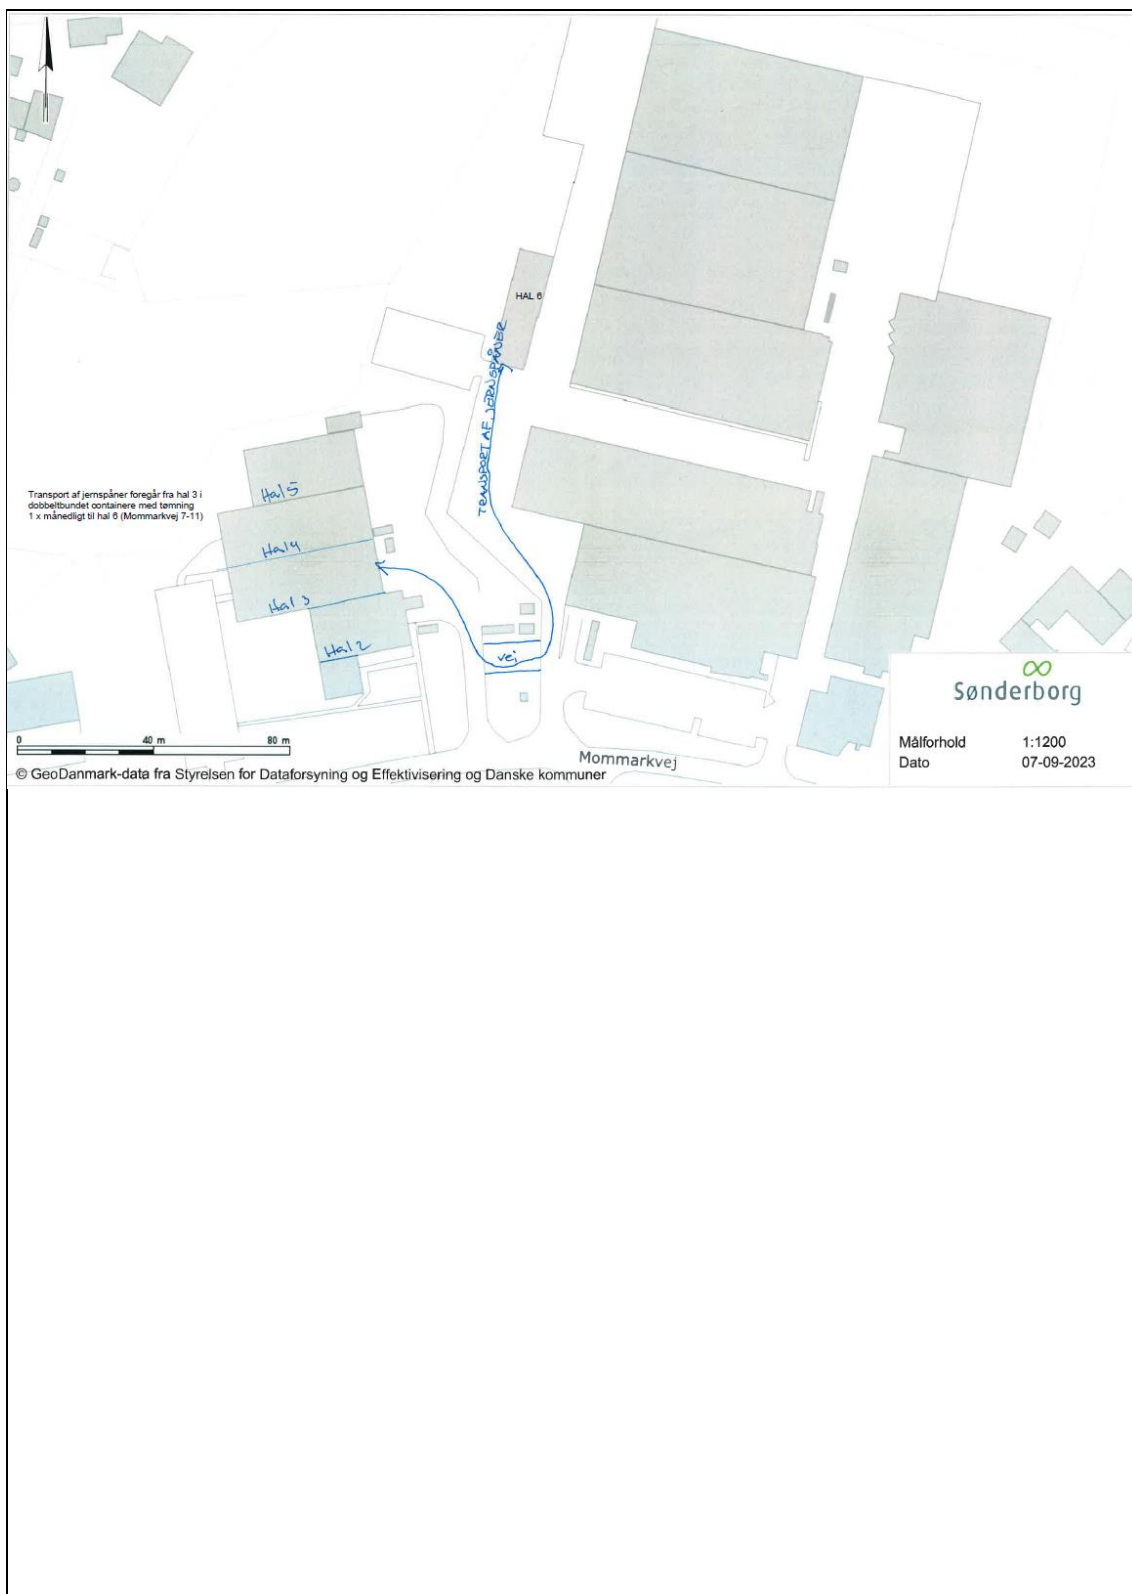 HAL 6
TRANSPORT AF JERNSPÅNER
Hal 5
Transport af jernspåner foregår fra hal 3 i
dobbeltbundet containere med tømning
1 x månedligt til hal 6 (Mommarkvej 7-11)
Hal 4
Hal 3
Hal 2
vej
Sønderborg
0 40 m 80 m
Målforhold 1:1200
Mommarkvej
Dato 07-09-2023
© GeoDanmark-data fra Styrelsen for Dataforsyning og Effektivisering og Danske kommuner